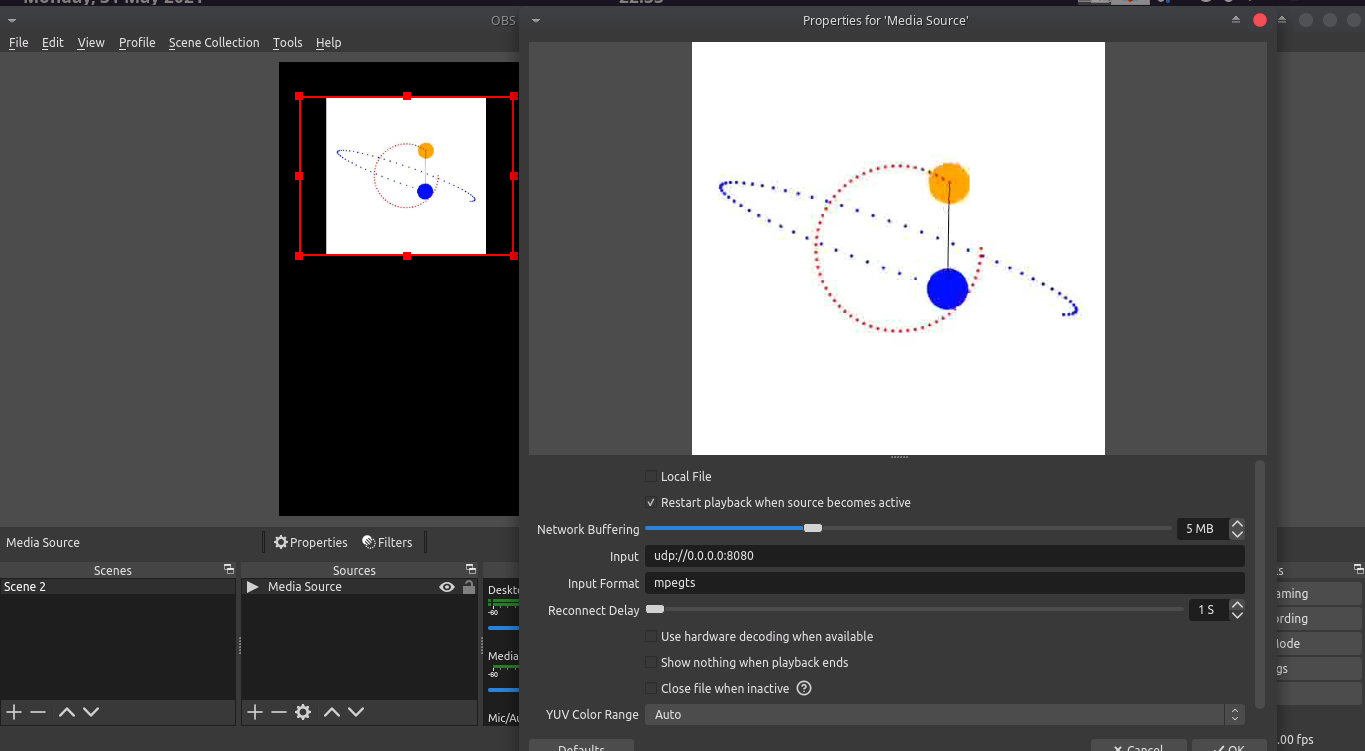 Monday, 31 May 2021
22:55
OBS
Properties for 'Media Source'
File Edit View Profile Scene Collection Tools Help
Local File
Restart playback when source becomes active
Network Buffering 5 MB
Input udp://0.0.0.0:8080
Input Format mpegts
Reconnect Delay 1 S
Use hardware decoding when available
Show nothing when playback ends
Close file when inactive ?
YUV Color Range Auto
Defaults Cancel OK
Media Source Properties Filters
Scenes
Scene 2
Sources
Media Source
Deskt
-60
Media
-60
Mic/Au
ls
aming
ording
Mode
gs
.00 fps